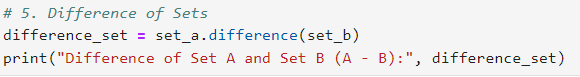 # 5. Difference of Sets
difference_set = set_a.difference(set_b)
print("Difference of Set A and Set B (A - B):", difference_set)